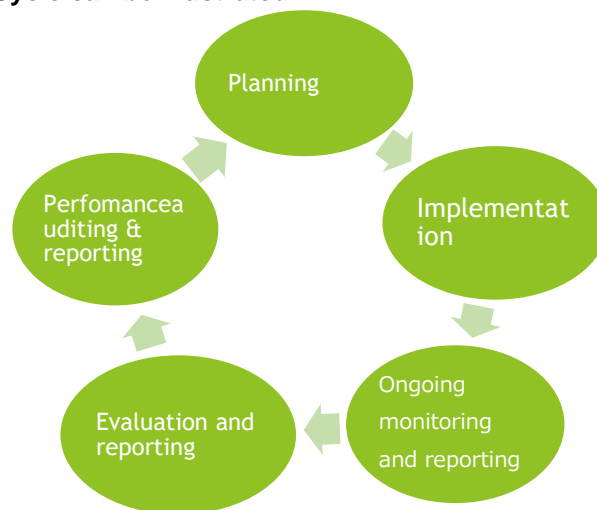 Planning
Implementat
ion
Ongoing
monitoring
and reporting
Evaluation and
reporting
Perfomancea
uditing &
reporting